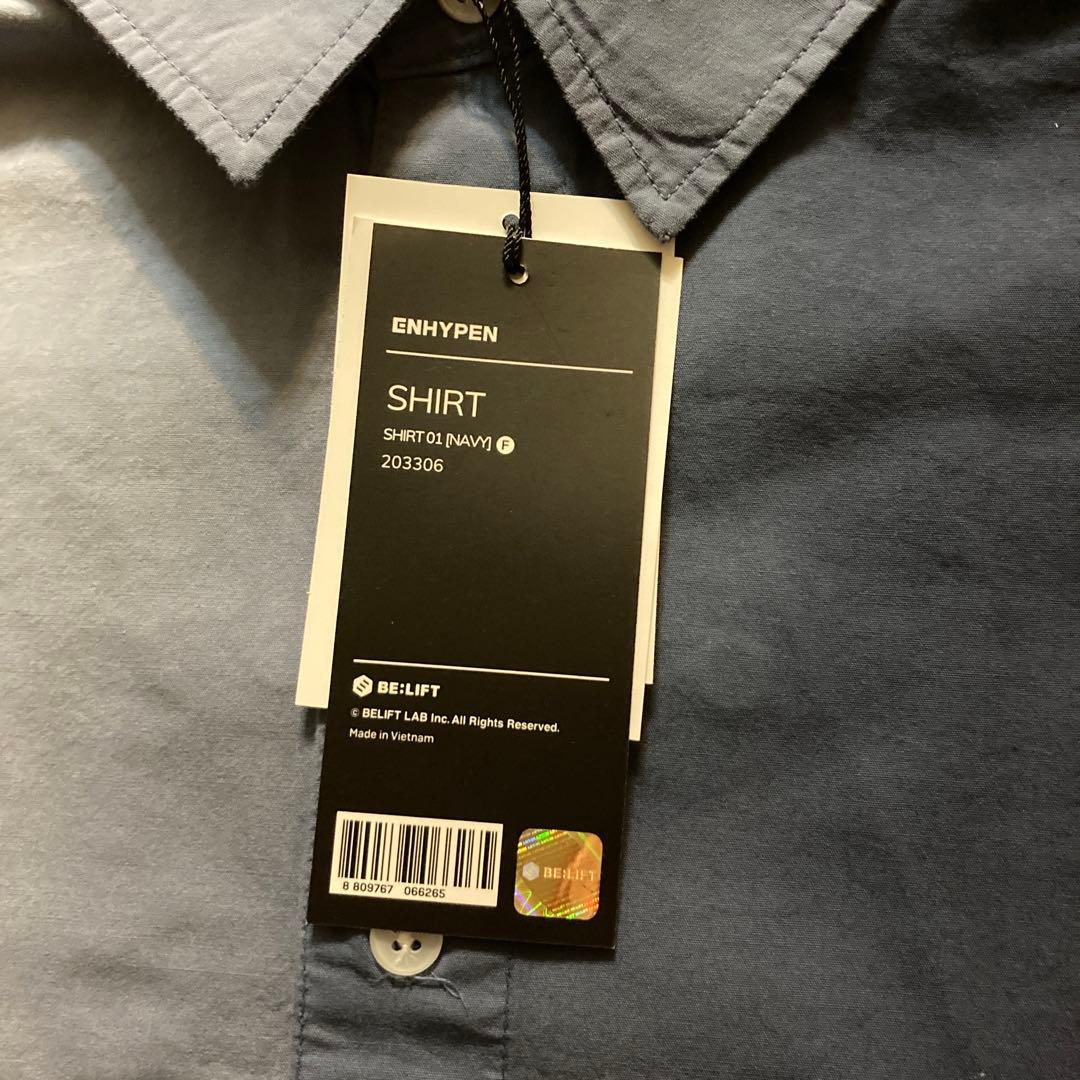 ENHYPEN
SHIRT
SHIRT 01 [NAVY] F
203306
BE:LIFT
© BELIFT LAB Inc. All Rights Reserved.
Made in Vietnam
8 809767 066265
BE:LIFT